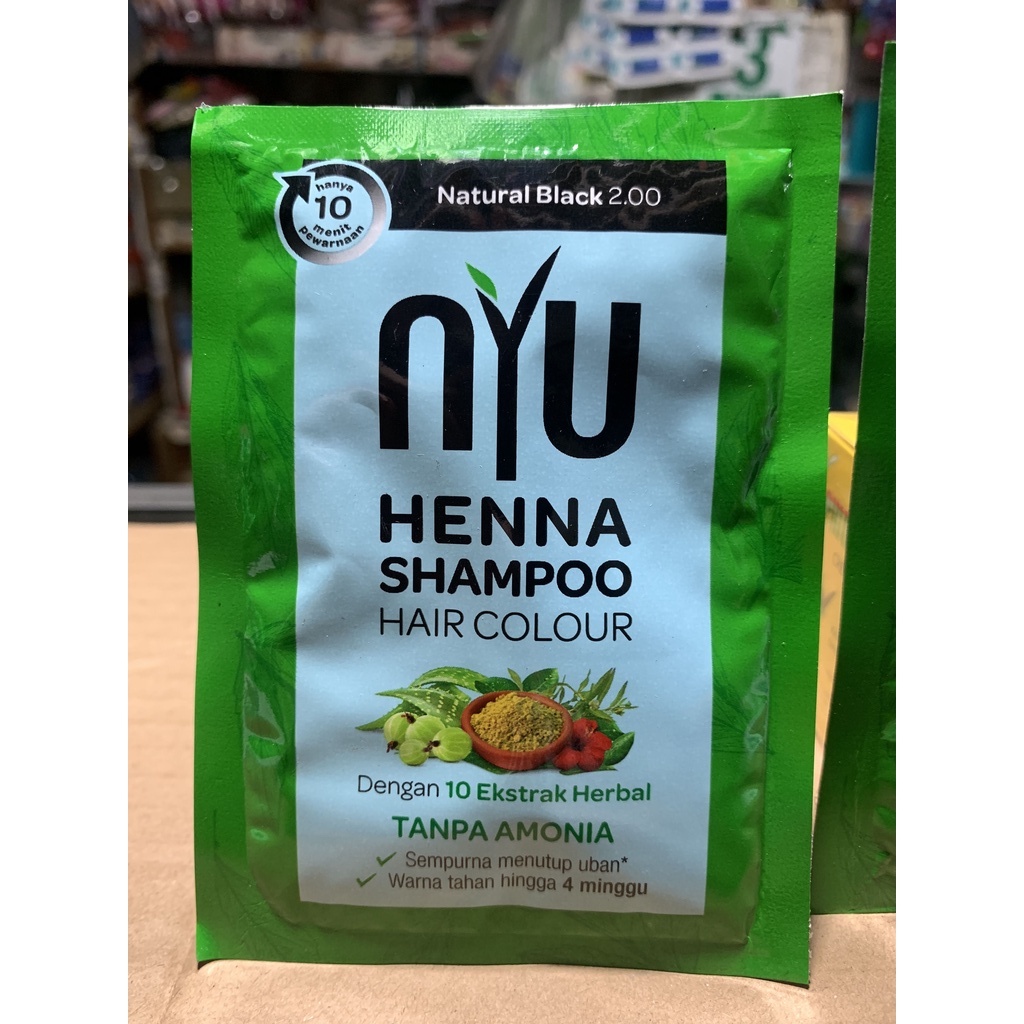 hanya
10
menit
pewarnaan
Natural Black 2.00
nYU
HENNA
SHAMPOO
HAIR COLOUR
Dengan 10 Ekstrak Herbal
TANPA AMONIA
Sempurna menutup uban*
Warna tahan hingga 4 minggu
3